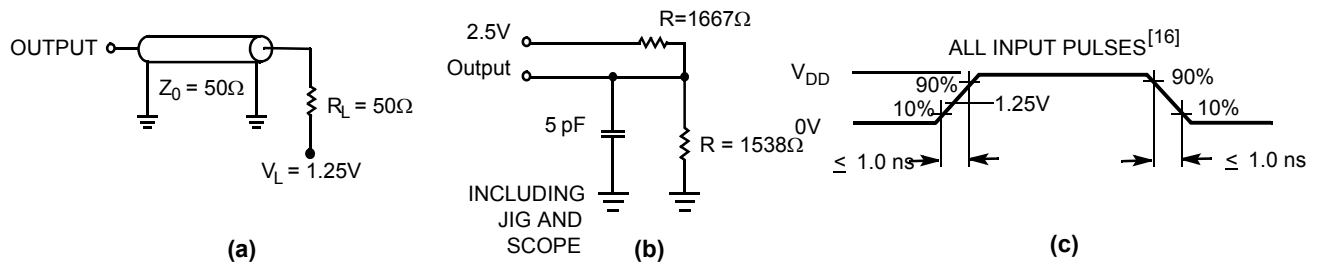 OUTPUT
Z0 = 50Ω
RL = 50Ω
VL = 1.25V
(a)
R=1667Ω
2.5V
Output
5 pF
R = 1538Ω
INCLUDING
JIG AND
SCOPE
(b)
ALL INPUT PULSES[16]
VDD
90%
90%
1.25V
10%
10%
0V
≤ 1.0 ns
≤ 1.0 ns
(c)